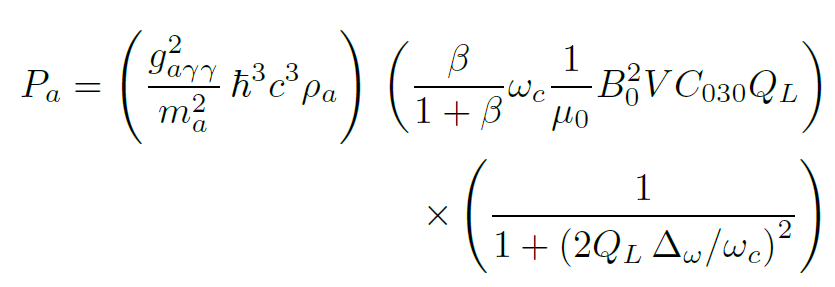 P_a = \left( \frac{g_{a\gamma\gamma}^2}{m_a^2} \hbar^3 c^3 \rho_a \right) \left( \frac{\beta}{1+\beta} \omega_c \frac{1}{\mu_0} B_0^2 V C_{030} Q_L \right)
\times \left( \frac{1}{1 + (2Q_L \Delta_\omega / \omega_c)^2} \right)